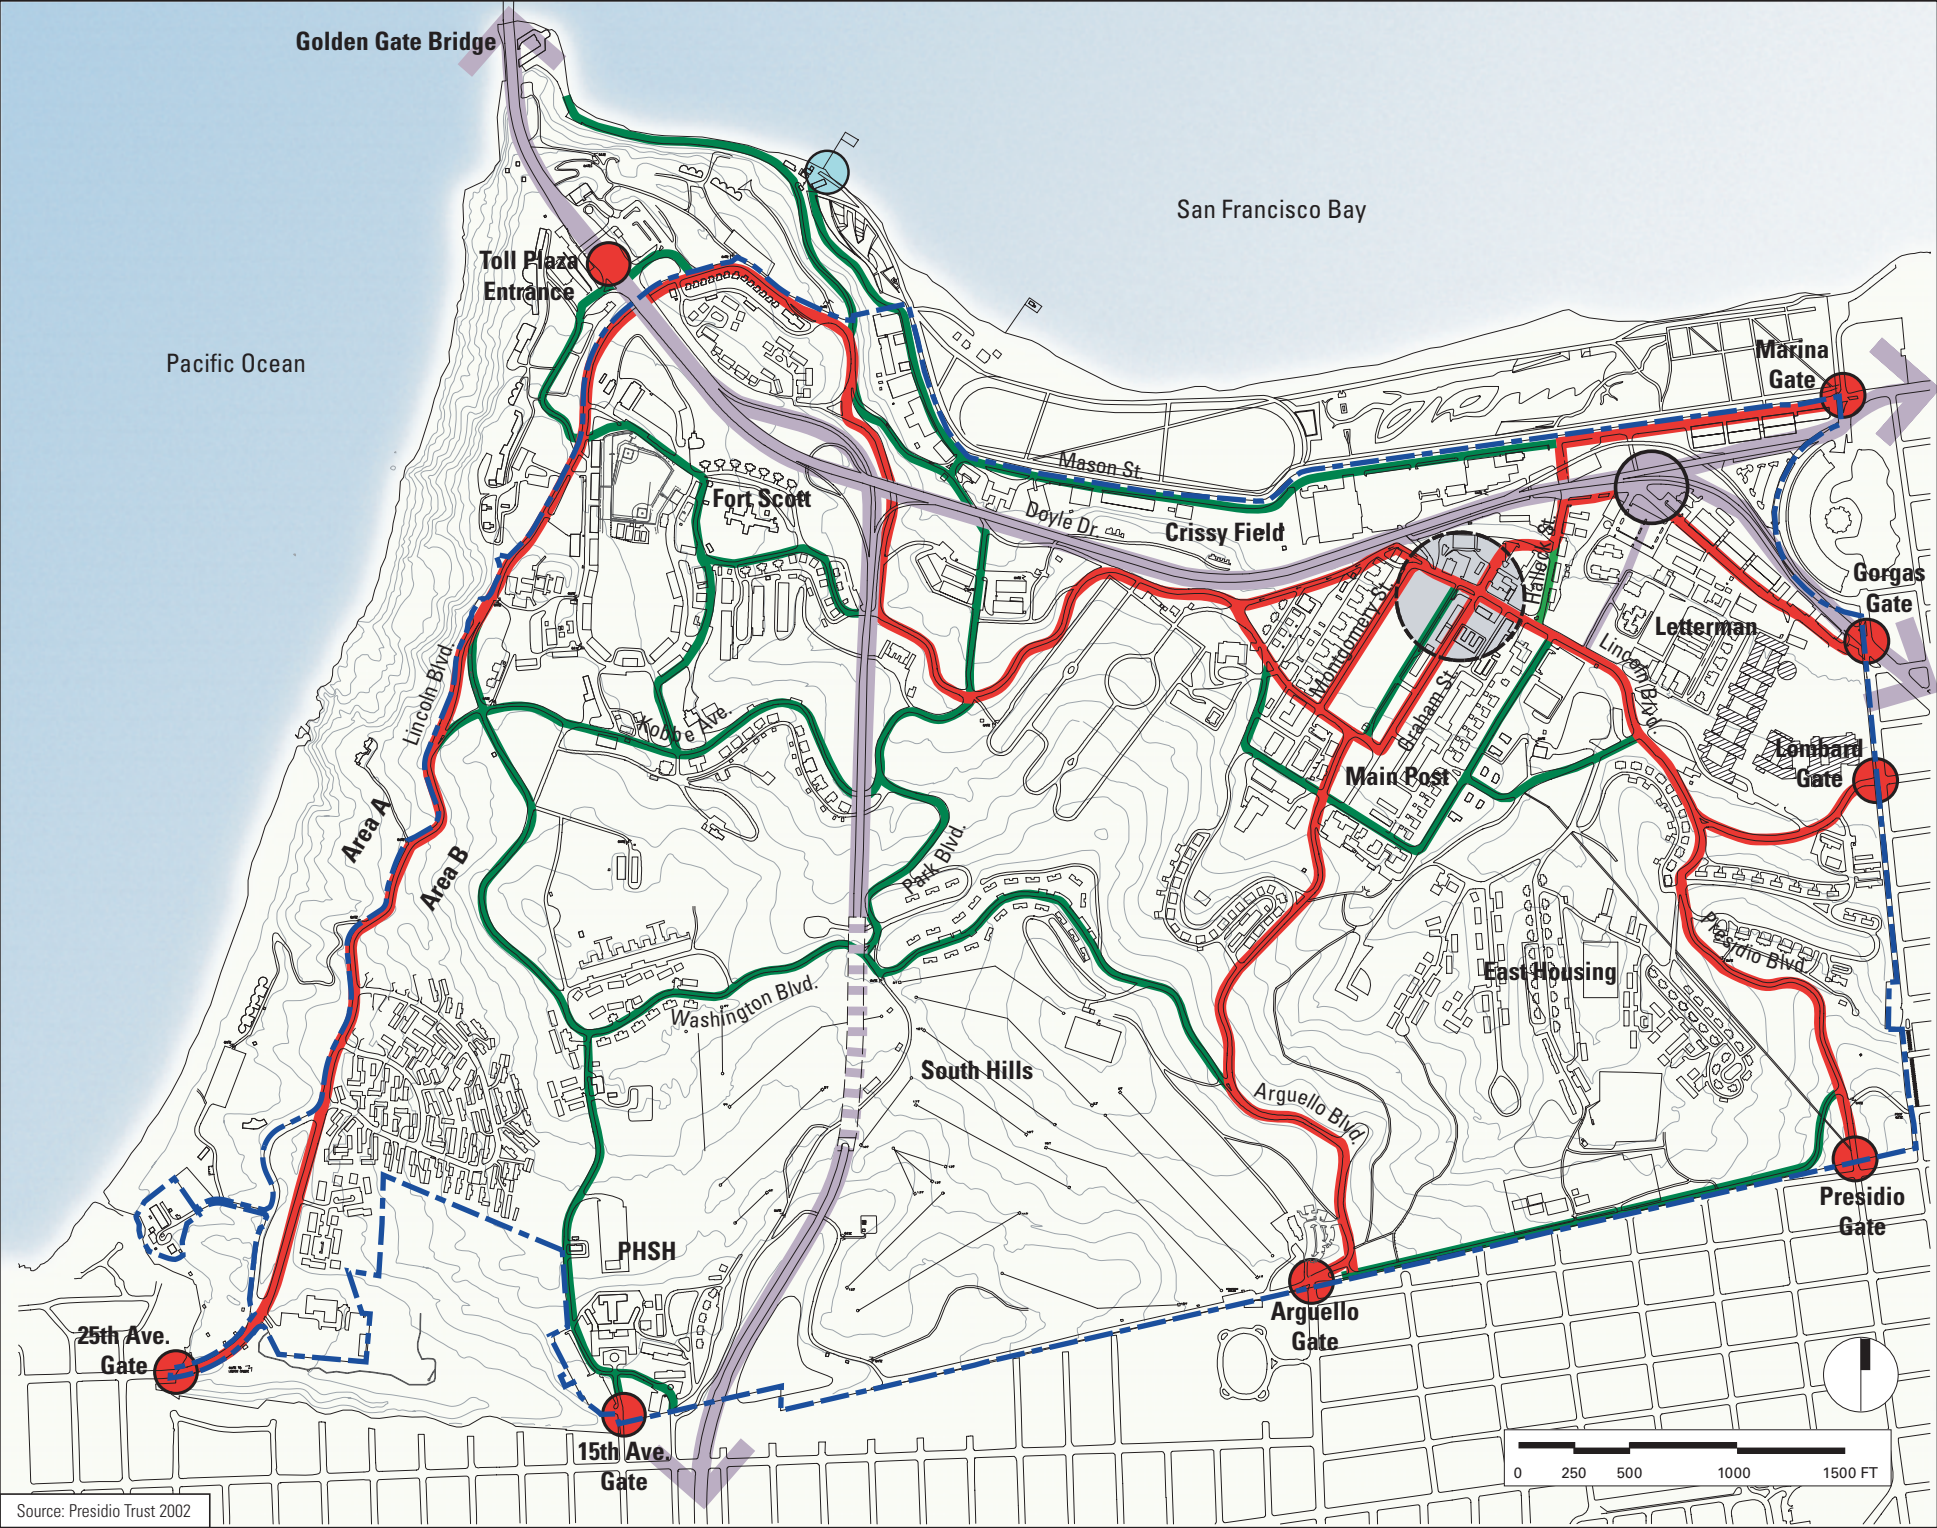 Golden Gate Bridge
San Francisco Bay
Toll Plaza
Entrance
Pacific Ocean
Marina
Gate
Mason St.
Fort Scott
Doyle Dr.
Crissy Field
Halleck St.
Gorgas
Gate
Montgomery St.
Letterman
Lincoln Blvd.
Lincoln Blvd.
Kobbe Ave.
Graham St.
Lombard
Gate
Main Post
Area A
Area B
Park Blvd.
Presidio Blvd.
East Housing
Washington Blvd.
South Hills
Arguello Blvd.
Presidio
Gate
PHSH
Arguello
Gate
25th Ave.
Gate
15th Ave.
Gate
0 250 500 1000 1500 FT
Source: Presidio Trust 2002